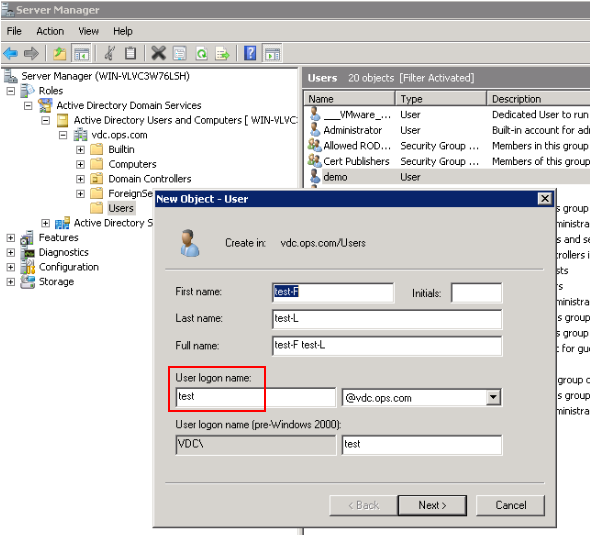 Server Manager
File Action View Help
Server Manager (WIN-VLVC3W76L5H)
Roles
Active Directory Domain Services
Active Directory Users and Computers [ WIN-VLVC
vdc.ops.com
Builtin
Computers
Domain Controllers
ForeignSe
Users
Active Directory S
Features
Diagnostics
Configuration
Storage
Users 20 objects [Filter Activated]
Name Type Description
___VMware_... User Dedicated User to run
Administrator User Built-in account for ad
Allowed ROD... Security Group ... Members in this group
Cert Publishers Security Group ... Members of this group
demo User
s group
ministra
s and se
rollers i
sts
rs
ministra
s group
s group
t for gu
group c
s group
ministra
New Object - User
Create in: vdc.ops.com/Users
First name: test-F Initials:
Last name: test-L
Full name: test-F test-L
User logon name:
test @vdc.ops.com
User logon name (pre-Windows 2000):
VDC\ test
< Back Next > Cancel